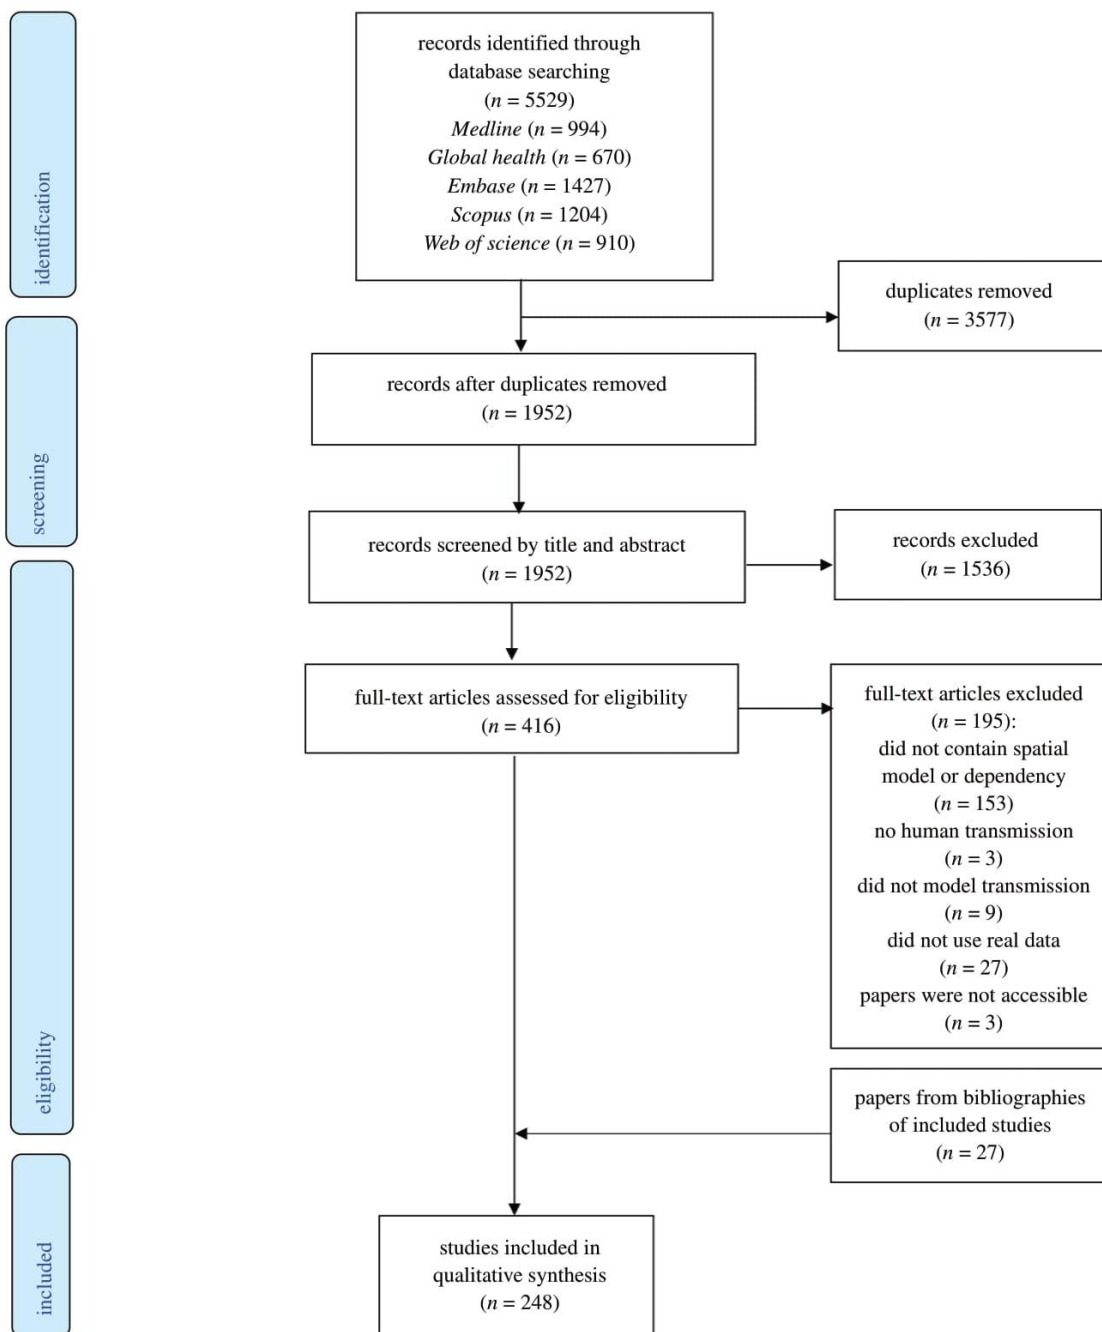 identification
records identified through
database searching
(n = 5529)
Medline (n = 994)
Global health (n = 670)
Embase (n = 1427)
Scopus (n = 1204)
Web of science (n = 910)
duplicates removed
(n = 3577)
screening
records after duplicates removed
(n = 1952)
records screened by title and abstract
(n = 1952)
records excluded
(n = 1536)
eligibility
full-text articles assessed for eligibility
(n = 416)
full-text articles excluded
(n = 195):
did not contain spatial
model or dependency
(n = 153)
no human transmission
(n = 3)
did not model transmission
(n = 9)
did not use real data
(n = 27)
papers were not accessible
(n = 3)
papers from bibliographies
of included studies
(n = 27)
included
studies included in
qualitative synthesis
(n = 248)